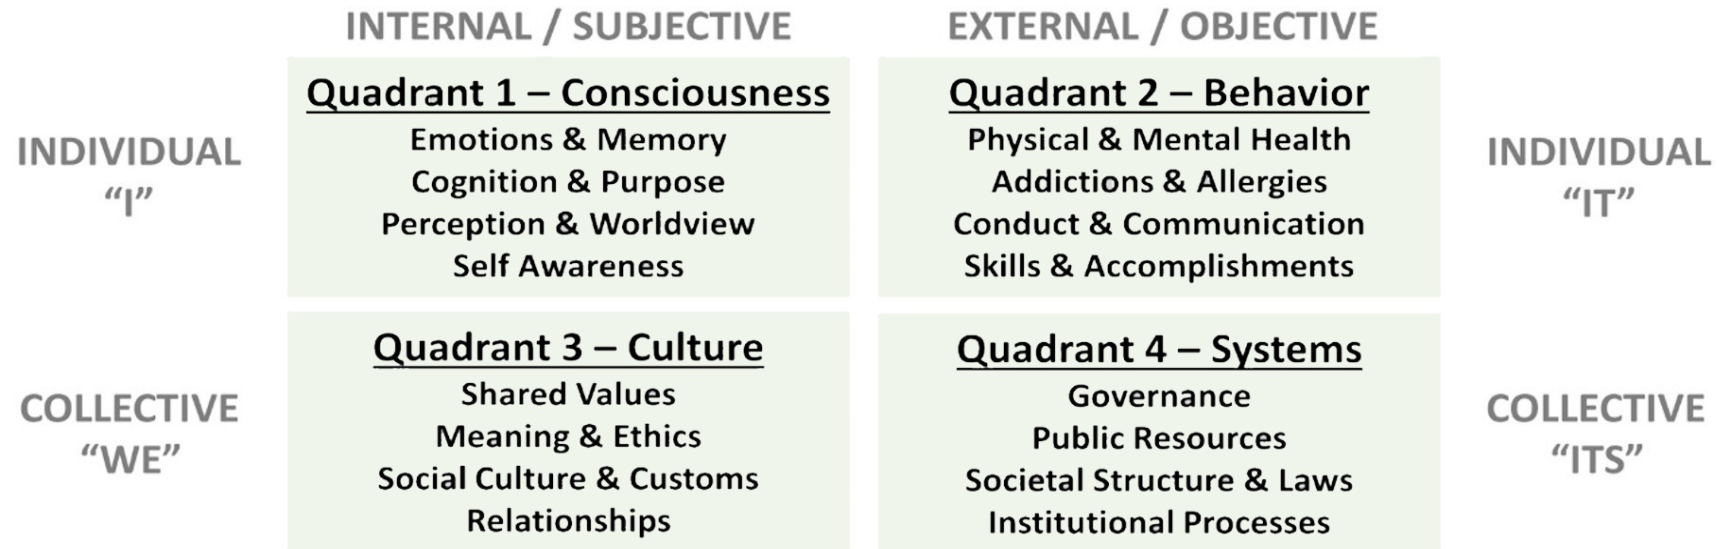 INTERNAL / SUBJECTIVE
EXTERNAL / OBJECTIVE
INDIVIDUAL
“I”
Quadrant 1 – Consciousness
Emotions & Memory
Cognition & Purpose
Perception & Worldview
Self Awareness
Quadrant 2 – Behavior
Physical & Mental Health
Addictions & Allergies
Conduct & Communication
Skills & Accomplishments
INDIVIDUAL
“IT”
COLLECTIVE
“WE”
Quadrant 3 – Culture
Shared Values
Meaning & Ethics
Social Culture & Customs
Relationships
Quadrant 4 – Systems
Governance
Public Resources
Societal Structure & Laws
Institutional Processes
COLLECTIVE
“ITS”